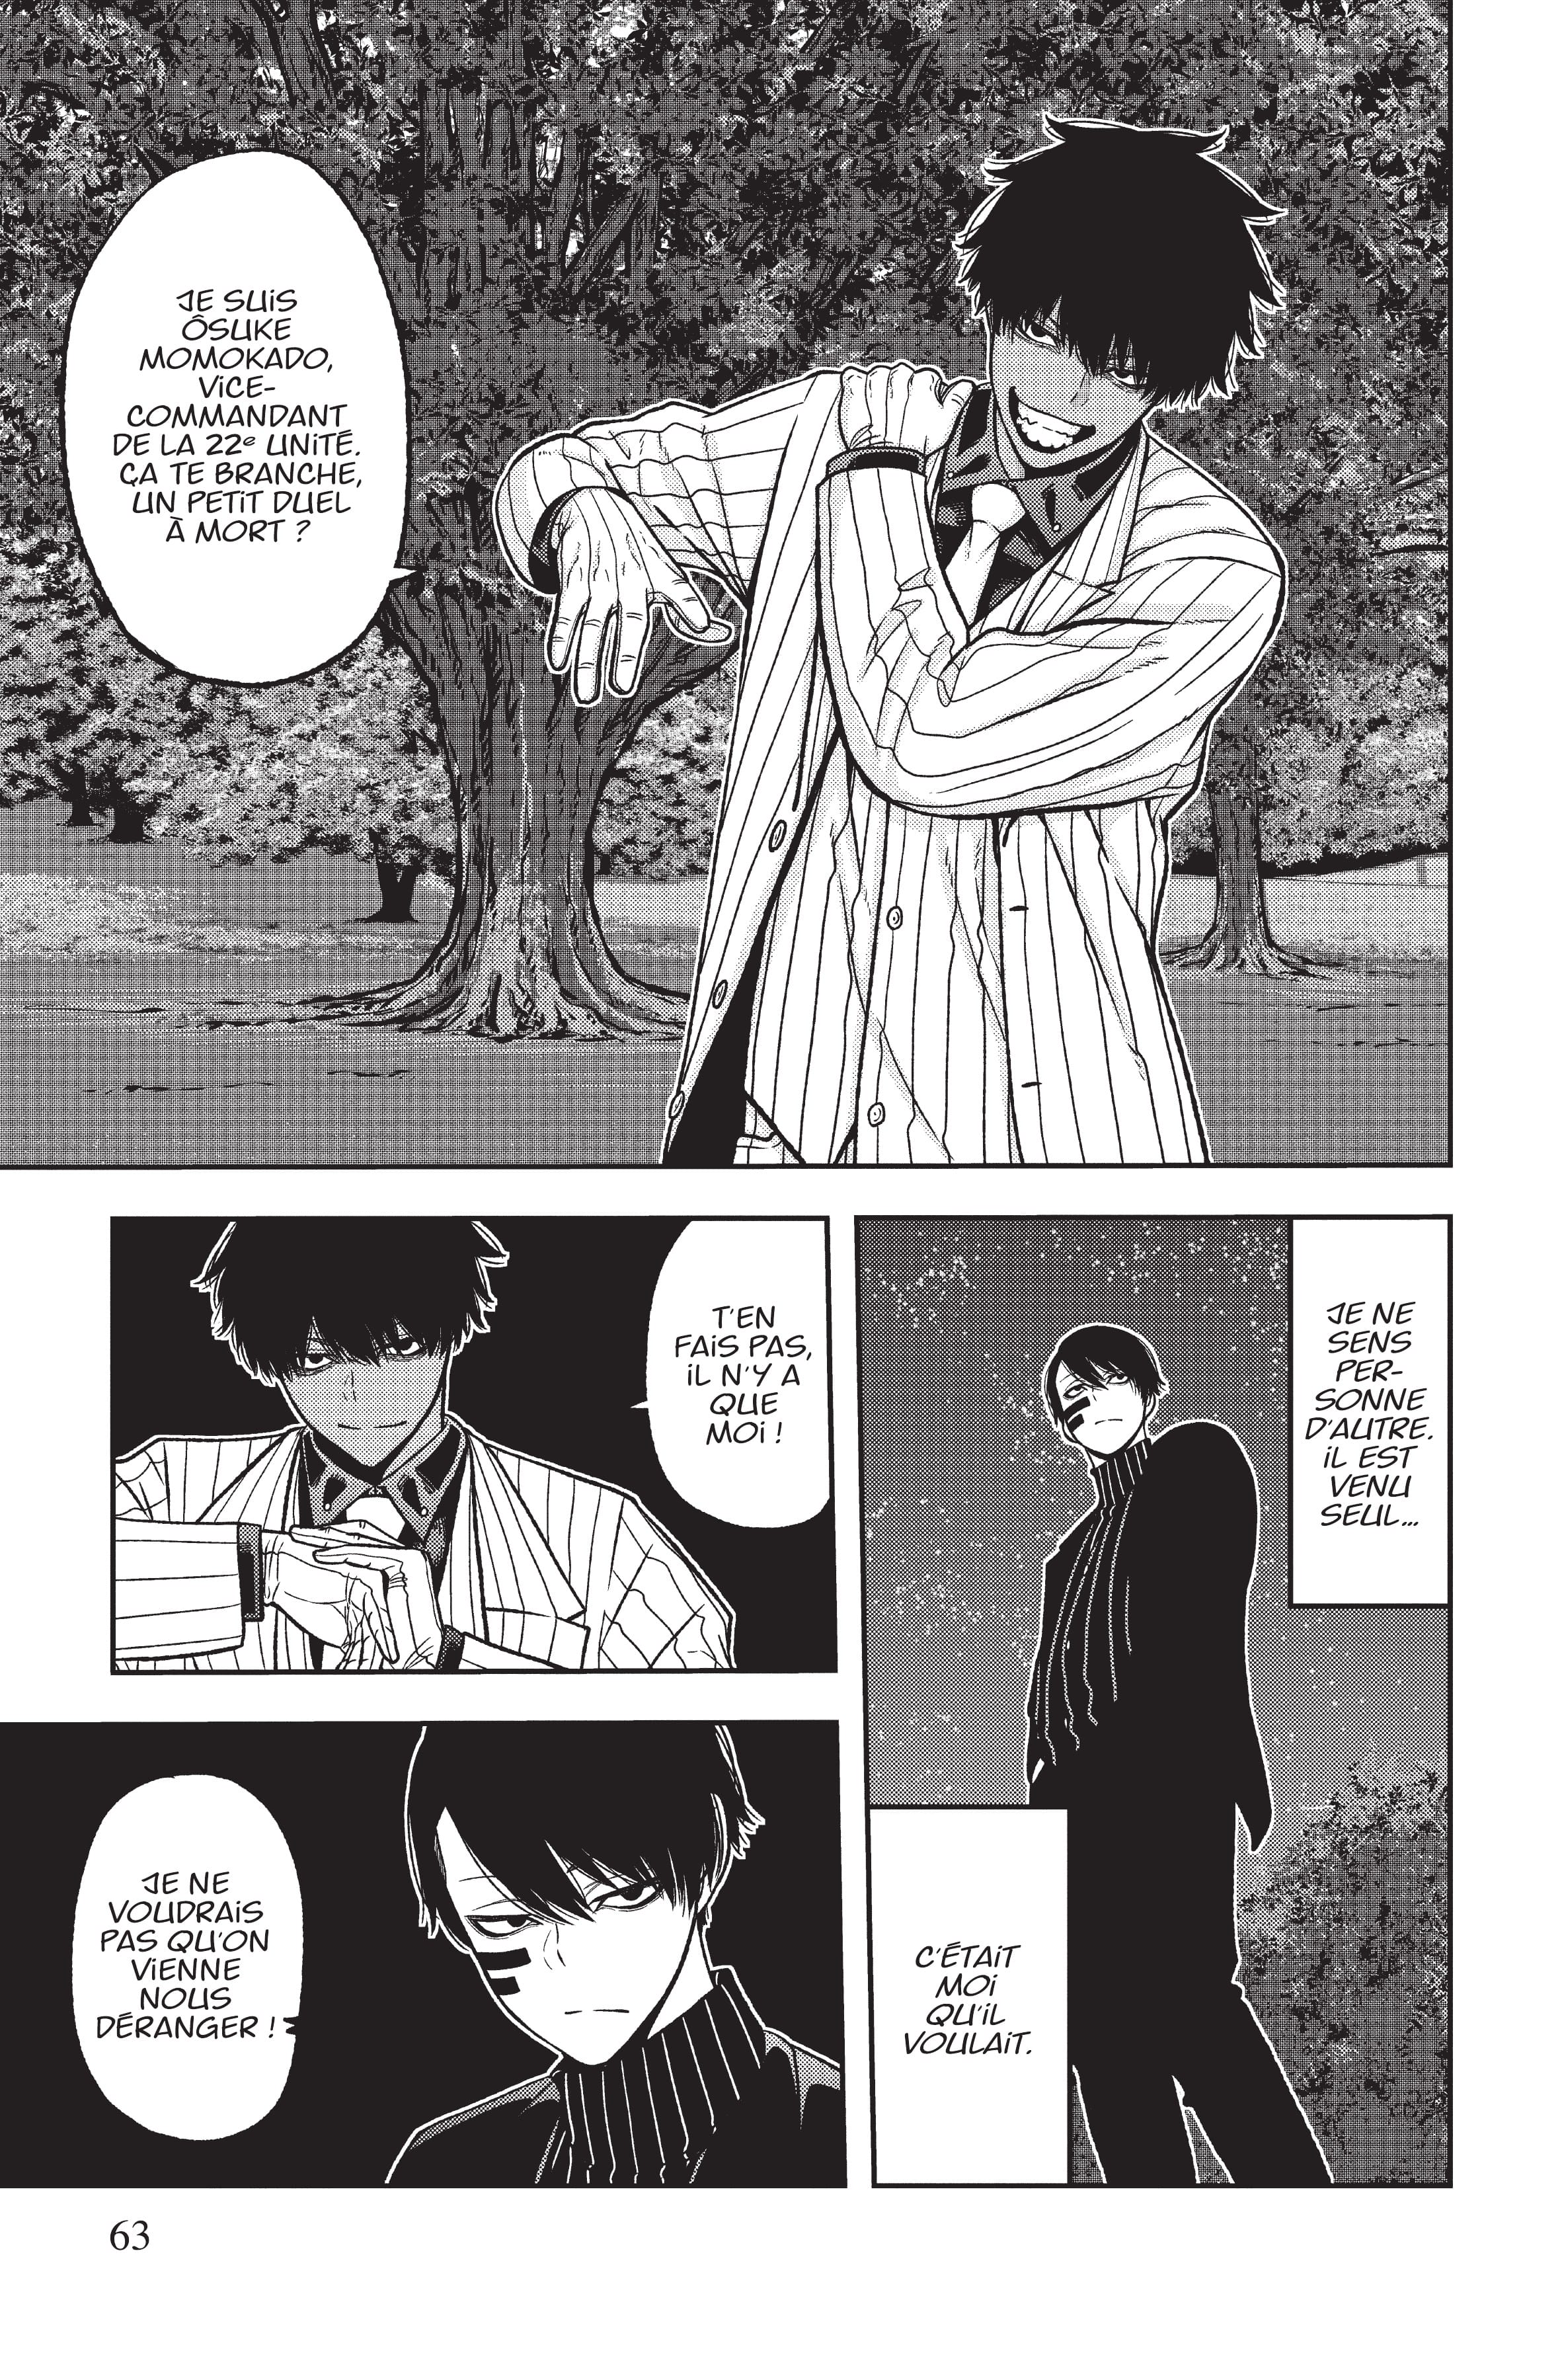 JE SUIS
ÔSUKE
MOMOKADO,
VICE-
COMMANDANT
DE LA 22e UNITÉ.
ÇA TE BRANCHE,
UN PETIT DUEL
À MORT ?
JE NE
SENS
PER-
SONNE
D'AUTRE.
IL EST
VENU
SEUL...
C'ÉTAIT
MOI
QU'IL
VOULAIT.
T'EN
FAIS PAS,
IL N'Y A
QUE
MOI !
JE NE
VOUDRAIS
PAS QU'ON
VIENNE
NOUS
DÉRANGER !
63